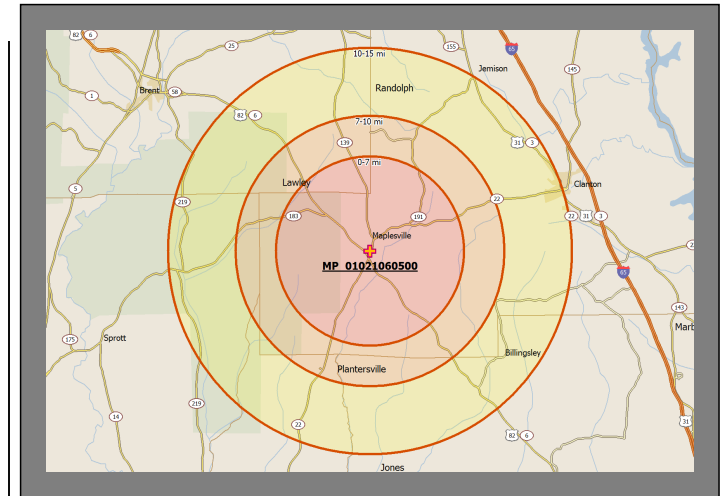 82 6
25
155
65
10-15 mi
Jemison
145
Brent
58
1
Randolph
82 6
7-10 mi
31 3
139
0-7 mi
Lawley
Clanton
5
219
22
183
191
22 31 3
Maplesville
MP_01021060500
65
143
Sprott
175
Billingsley
Plantersville
219
14
22
31
82 6
Jones